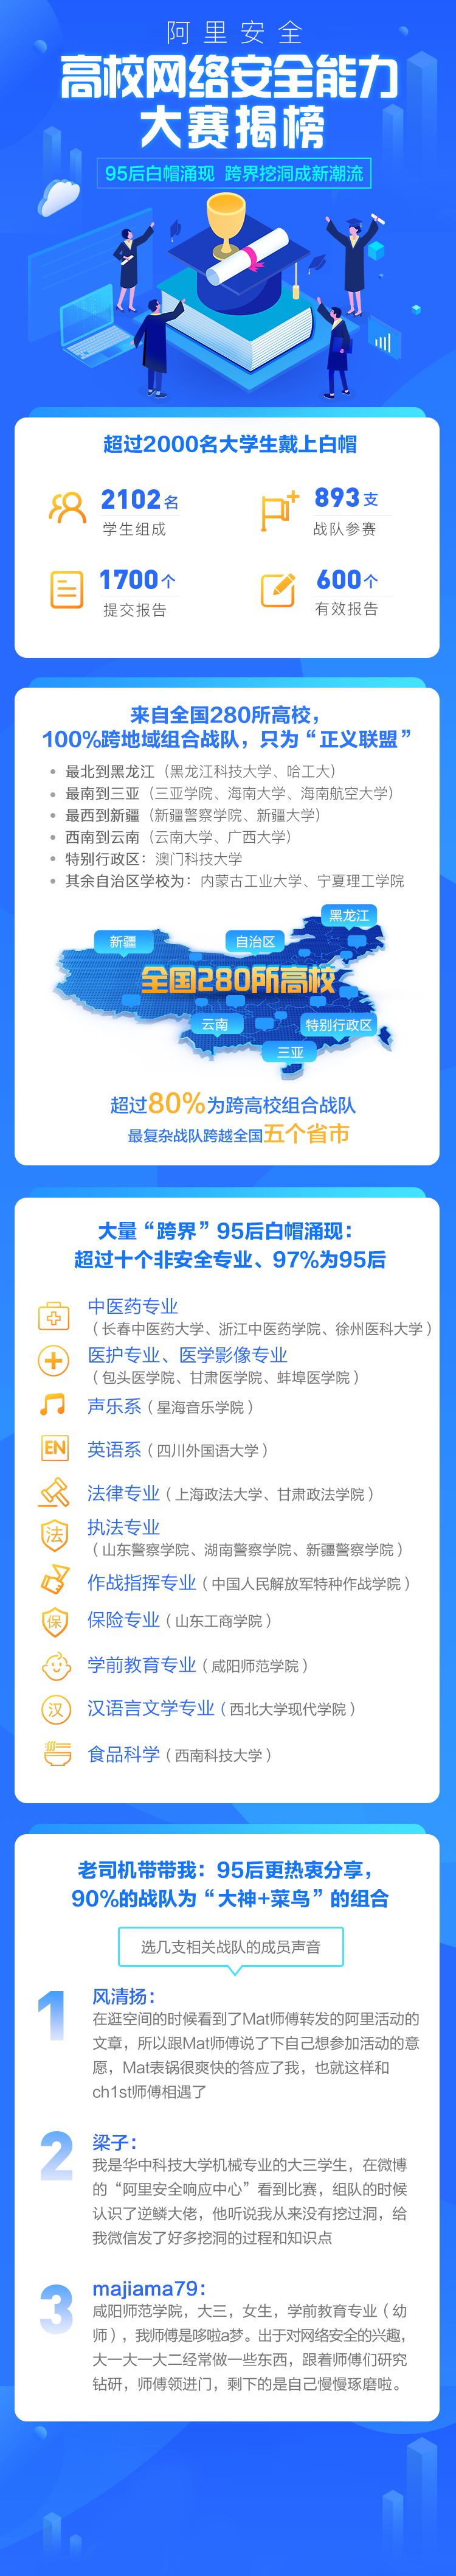 阿里安全
高校网络安全能力
大赛揭榜
95后白帽涌现 跨界挖洞成新潮流
超过2000名大学生戴上白帽
2102名
学生组成
893支
战队参赛
1700个
提交报告
600个
有效报告
来自全国280所高校，
100%跨地域组合战队，只为“正义联盟”
• 最北到黑龙江（黑龙江科技大学、哈工大）
• 最南到三亚（三亚学院、海南大学、海南航空大学）
• 最西到新疆（新疆警察学院、新疆大学）
• 西南到云南（云南大学、广西大学）
• 特别行政区：澳门科技大学
• 其余自治区学校为：内蒙古工业大学、宁夏理工学院
黑龙江
新疆
自治区
全国280所高校
云南
特别行政区
三亚
超过80%为跨高校组合战队
最复杂战队跨越全国五个省市
大量“跨界”95后白帽涌现：
超过十个非安全专业、97%为95后
中医药专业
（长春中医药大学、浙江中医药学院、徐州医科大学）
医护专业、医学影像专业
（包头医学院、甘肃医学院、蚌埠医学院）
声乐系（星海音乐学院）
EN
英语系（四川外国语大学）
法律专业（上海政法大学、甘肃政法学院）
法
执法专业
（山东警察学院、湖南警察学院、新疆警察学院）
作战指挥专业（中国人民解放军特种作战学院）
保
保险专业（山东工商学院）
学前教育专业（咸阳师范学院）
汉
汉语言文学专业（西北大学现代学院）
食品科学（西南科技大学）
老司机带带我：95后更热衷分享，
90%的战队为“大神+菜鸟”的组合
选几支相关战队的成员声音
1
风清扬：
在逛空间的时候看到了Mat师傅转发的阿里活动的
文章，所以跟Mat师傅说了下自己想参加活动的意
愿，Mat表锅很爽快的答应了我，也就这样和
ch1st师傅相遇了
2
梁子：
我是华中科技大学机械专业的大三学生，在微博
的“阿里安全响应中心”看到比赛，组队的时候
认识了逆鳞大佬，他听说我从来没有挖过洞，给
我微信发了好多挖洞的过程和知识点
3
majiama79：
咸阳师范学院，大三，女生，学前教育专业（幼
师），我师傅是哆啦a梦。出于对网络安全的兴趣，
大一大一大二经常做一些东西，跟着师傅们研究
钻研，师傅领进门，剩下的是自己慢慢琢磨啦。